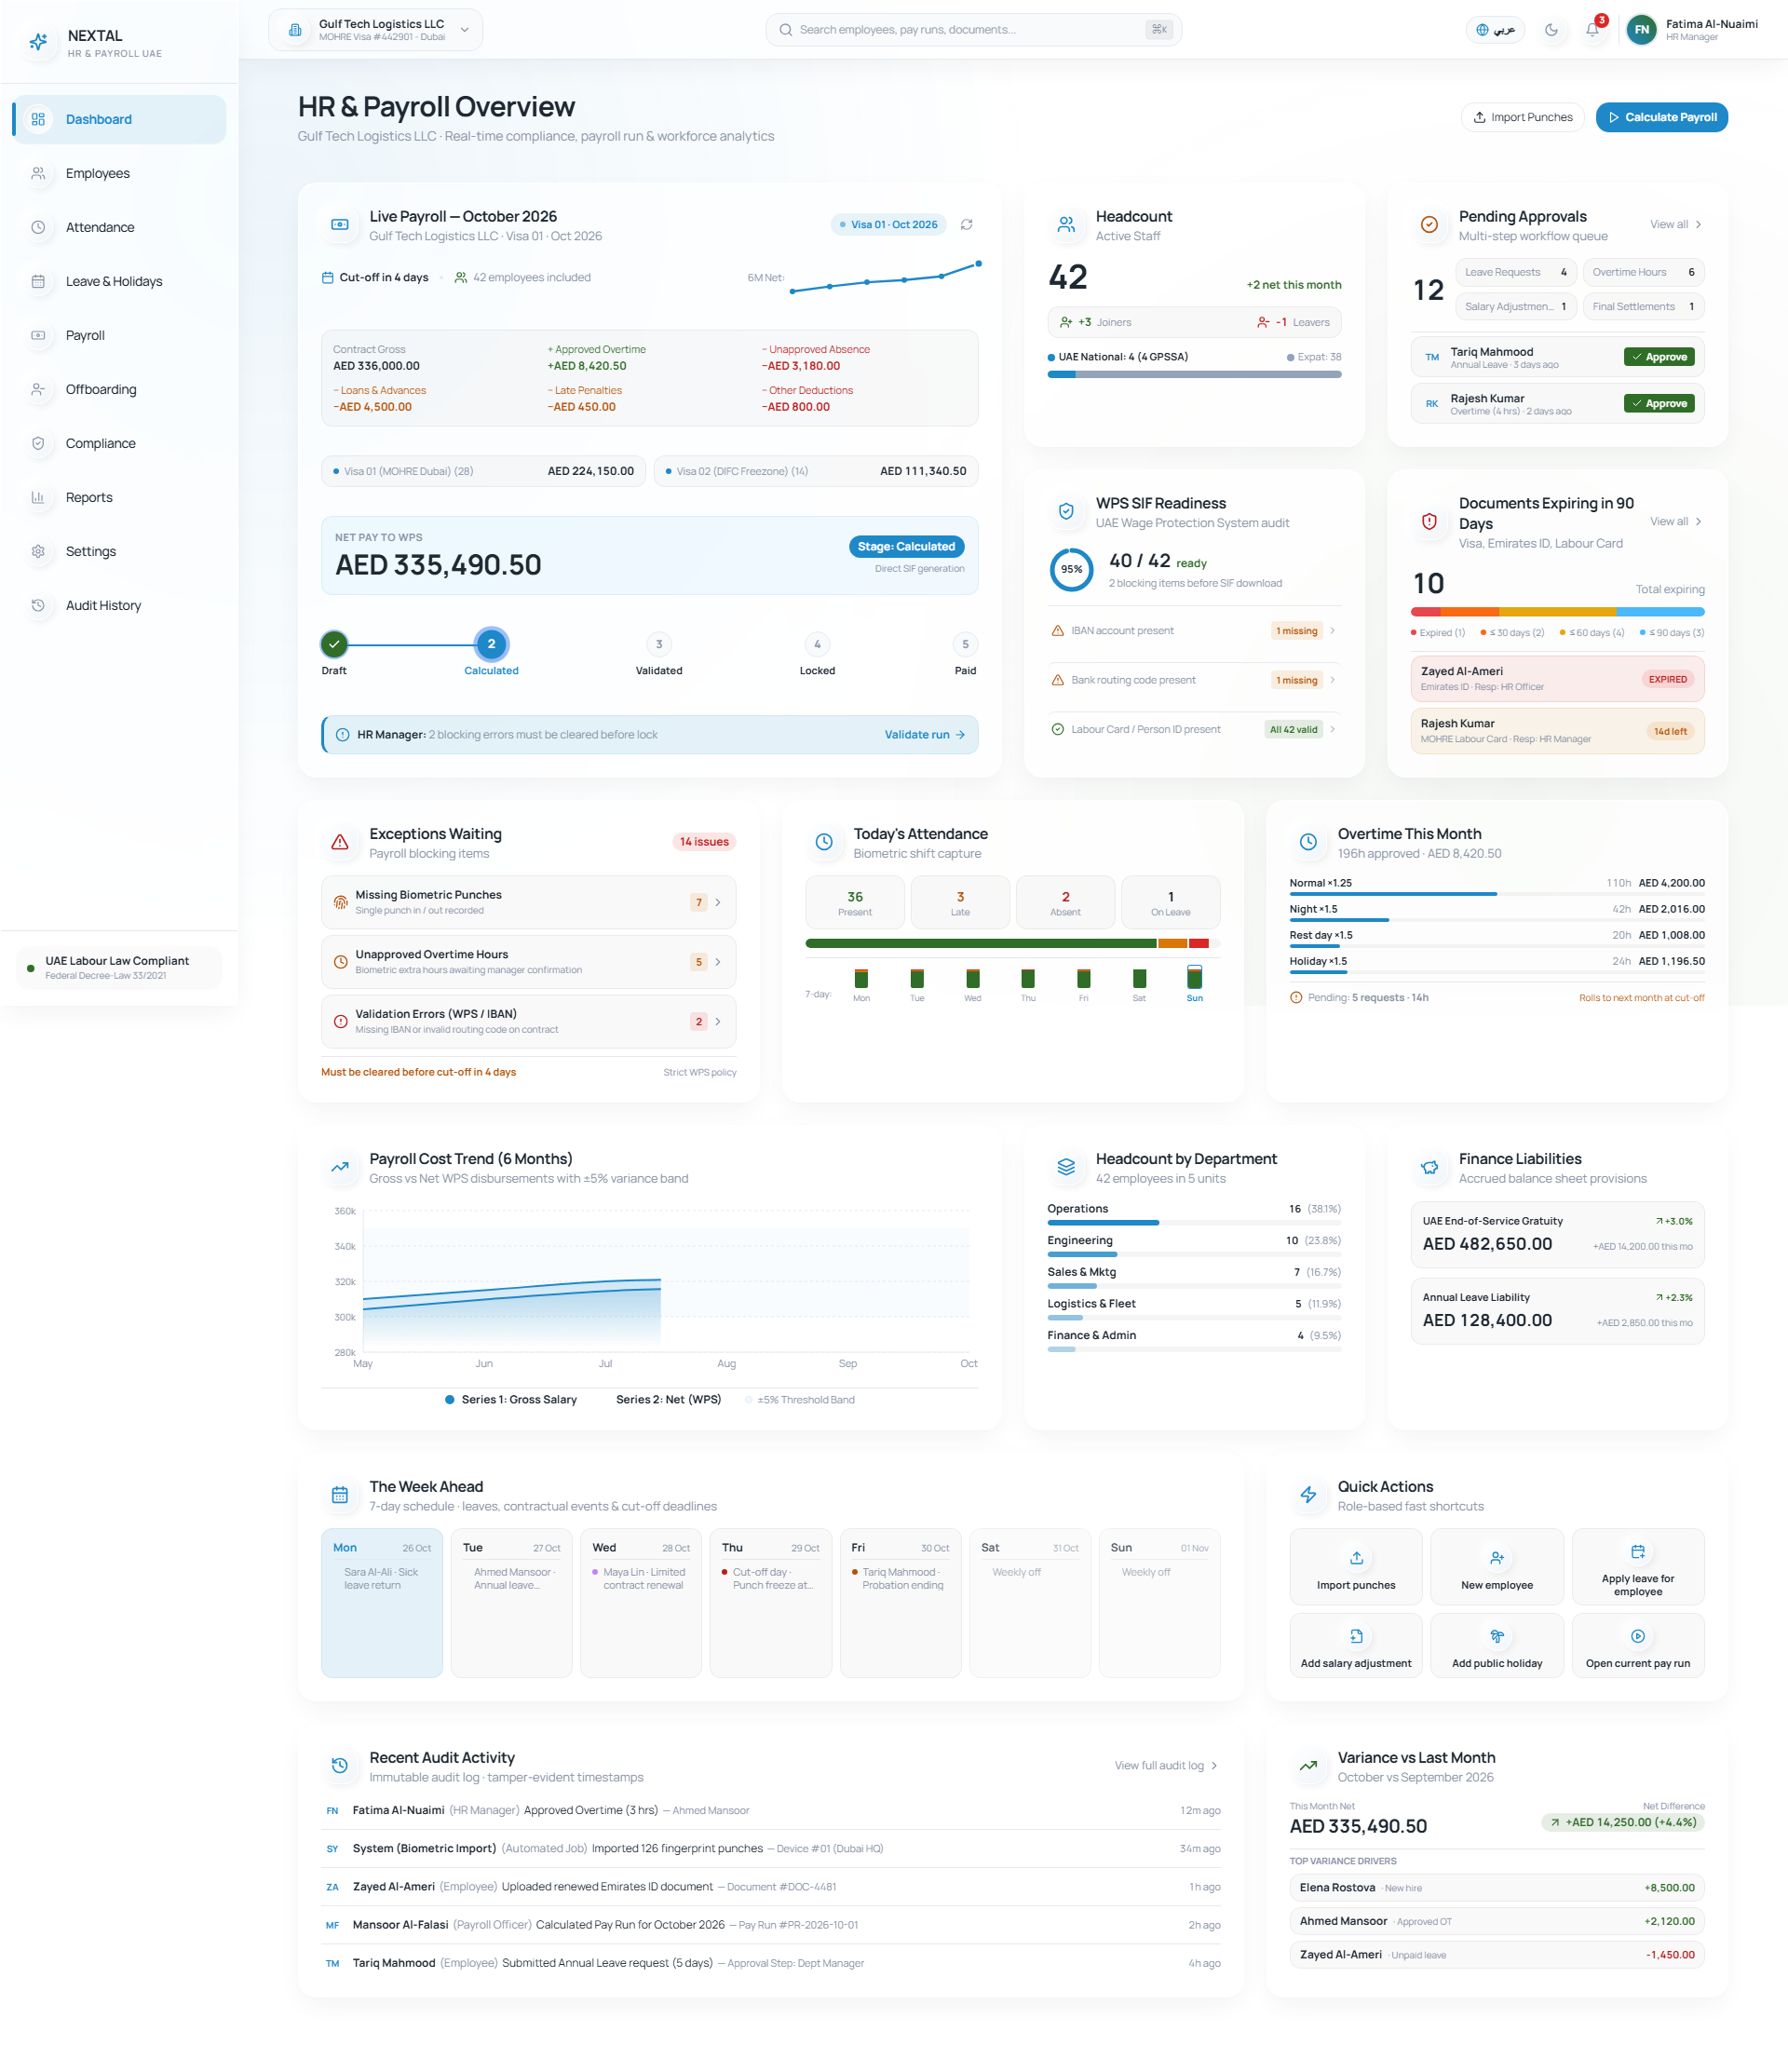 NEXTAL
HR & PAYROLL UAE
Dashboard
Employees
Attendance
Leave & Holidays
Payroll
Offboarding
Compliance
Reports
Settings
Audit History
UAE Labour Law Compliant
Federal Decree-Law 33/2021
Gulf Tech Logistics LLC
MOHRE Visa #442901 - Dubai
Search employees, pay runs, documents...
⌘K
عربي
3
FN
Fatima Al-Nuaimi
HR Manager
HR & Payroll Overview
Gulf Tech Logistics LLC · Real-time compliance, payroll run & workforce analytics
Import Punches
Calculate Payroll
Live Payroll — October 2026
Gulf Tech Logistics LLC · Visa 01 · Oct 2026
Visa 01 · Oct 2026
Cut-off in 4 days
42 employees included
6M Net:
Contract Gross
AED 336,000.00
+ Approved Overtime
+AED 8,420.50
− Unapproved Absence
−AED 3,180.00
− Loans & Advances
−AED 4,500.00
− Late Penalties
−AED 450.00
− Other Deductions
−AED 800.00
Visa 01 (MOHRE Dubai) (28) AED 224,150.00
Visa 02 (DIFC Freezone) (14) AED 111,340.50
NET PAY TO WPS
AED 335,490.50
Stage: Calculated
Direct SIF generation
2
3
4
5
Draft
Calculated
Validated
Locked
Paid
HR Manager: 2 blocking errors must be cleared before lock
Validate run
Headcount
Active Staff
42
+2 net this month
+3 Joiners
-1 Leavers
UAE National: 4 (4 GPSSA)
Expat: 38
Pending Approvals
Multi-step workflow queue
View all
12
Leave Requests 4
Overtime Hours 6
Salary Adjustmen... 1
Final Settlements 1
TM
Tariq Mahmood
Annual Leave · 3 days ago
Approve
RK
Rajesh Kumar
Overtime (4 hrs) · 2 days ago
Approve
WPS SIF Readiness
UAE Wage Protection System audit
95%
40 / 42 ready
2 blocking items before SIF download
IBAN account present
1 missing
Bank routing code present
1 missing
Labour Card / Person ID present
All 42 valid
Documents Expiring in 90
Days
Visa, Emirates ID, Labour Card
View all
10
Total expiring
Expired (1)
≤ 30 days (2)
≤ 60 days (4)
≤ 90 days (3)
Zayed Al-Ameri
Emirates ID · Resp: HR Officer
EXPIRED
Rajesh Kumar
MOHRE Labour Card · Resp: HR Manager
14d left
Exceptions Waiting
Payroll blocking items
14 issues
Missing Biometric Punches
Single punch in / out recorded
7
Unapproved Overtime Hours
Biometric extra hours awaiting manager confirmation
5
Validation Errors (WPS / IBAN)
Missing IBAN or invalid routing code on contract
2
Must be cleared before cut-off in 4 days
Strict WPS policy
Today's Attendance
Biometric shift capture
36
Present
3
Late
2
Absent
1
On Leave
7-day:
Mon
Tue
Wed
Thu
Fri
Sat
Sun
Overtime This Month
196h approved · AED 8,420.50
Normal ×1.25 110h AED 4,200.00
Night ×1.5 42h AED 2,016.00
Rest day ×1.5 20h AED 1,008.00
Holiday ×1.5 24h AED 1,196.50
Pending: 5 requests · 14h
Rolls to next month at cut-off
Payroll Cost Trend (6 Months)
Gross vs Net WPS disbursements with ±5% variance band
360k
340k
320k
300k
280k
May
Jun
Jul
Aug
Sep
Oct
Series 1: Gross Salary
Series 2: Net (WPS)
±5% Threshold Band
Headcount by Department
42 employees in 5 units
Operations 16 (38.1%)
Engineering 10 (23.8%)
Sales & Mktg 7 (16.7%)
Logistics & Fleet 5 (11.9%)
Finance & Admin 4 (9.5%)
Finance Liabilities
Accrued balance sheet provisions
UAE End-of-Service Gratuity
+3.0%
AED 482,650.00
+AED 14,200.00 this mo
Annual Leave Liability
+2.3%
AED 128,400.00
+AED 2,850.00 this mo
The Week Ahead
7-day schedule · leaves, contractual events & cut-off deadlines
Mon 26 Oct
Sara Al-Ali · Sick
leave return
Tue 27 Oct
Ahmed Mansoor ·
Annual leave...
Wed 28 Oct
Maya Lin · Limited
contract renewal
Thu 29 Oct
Cut-off day ·
Punch freeze at...
Fri 30 Oct
Tariq Mahmood ·
Probation ending
Sat 31 Oct
Weekly off
Sun 01 Nov
Weekly off
Quick Actions
Role-based fast shortcuts
Import punches
New employee
Apply leave for
employee
Add salary adjustment
Add public holiday
Open current pay run
Recent Audit Activity
Immutable audit log · tamper-evident timestamps
View full audit log
FN Fatima Al-Nuaimi (HR Manager) Approved Overtime (3 hrs) — Ahmed Mansoor 12m ago
SY System (Biometric Import) (Automated Job) Imported 126 fingerprint punches — Device #01 (Dubai HQ) 34m ago
ZA Zayed Al-Ameri (Employee) Uploaded renewed Emirates ID document — Document #DOC-4481 1h ago
MF Mansoor Al-Falasi (Payroll Officer) Calculated Pay Run for October 2026 — Pay Run #PR-2026-10-01 2h ago
TM Tariq Mahmood (Employee) Submitted Annual Leave request (5 days) — Approval Step: Dept Manager 4h ago
Variance vs Last Month
October vs September 2026
This Month Net
AED 335,490.50
Net Difference
+AED 14,250.00 (+4.4%)
TOP VARIANCE DRIVERS
Elena Rostova · New hire +8,500.00
Ahmed Mansoor · Approved OT +2,120.00
Zayed Al-Ameri · Unpaid leave -1,450.00